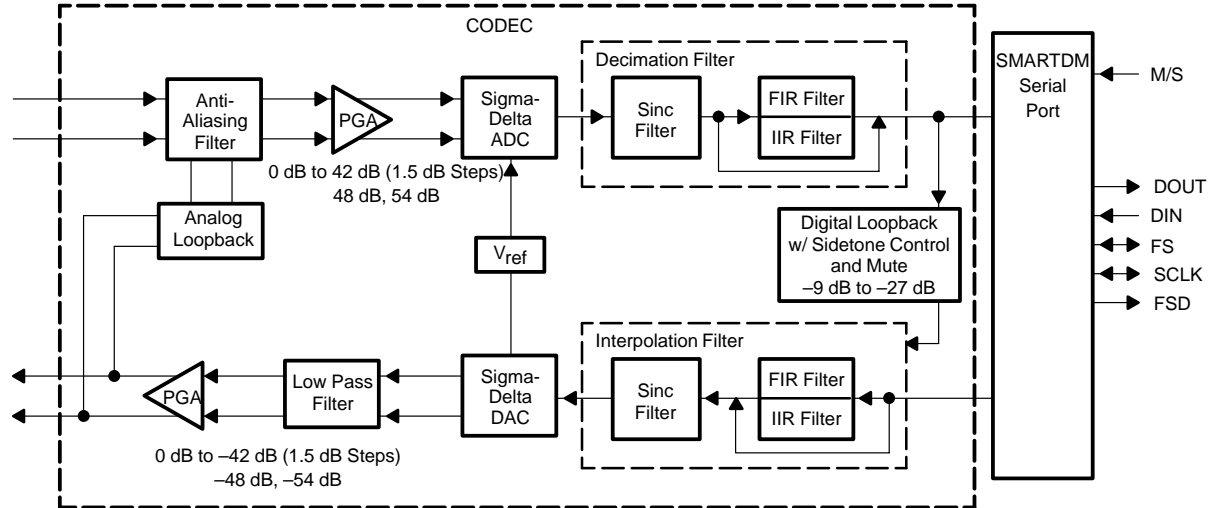 CODEC
Decimation Filter
SMARTDM
Serial
Port
M/S
Anti-
Aliasing
Filter
PGA
Sigma-
Delta
ADC
Sinc
Filter
FIR Filter
IIR Filter
0 dB to 42 dB (1.5 dB Steps)
48 dB, 54 dB
Analog
Loopback
Vref
Digital Loopback
w/ Sidetone Control
and Mute
–9 dB to –27 dB
DOUT
DIN
FS
SCLK
FSD
Interpolation Filter
PGA
Low Pass
Filter
Sigma-
Delta
DAC
Sinc
Filter
FIR Filter
IIR Filter
0 dB to –42 dB (1.5 dB Steps)
–48 dB, –54 dB